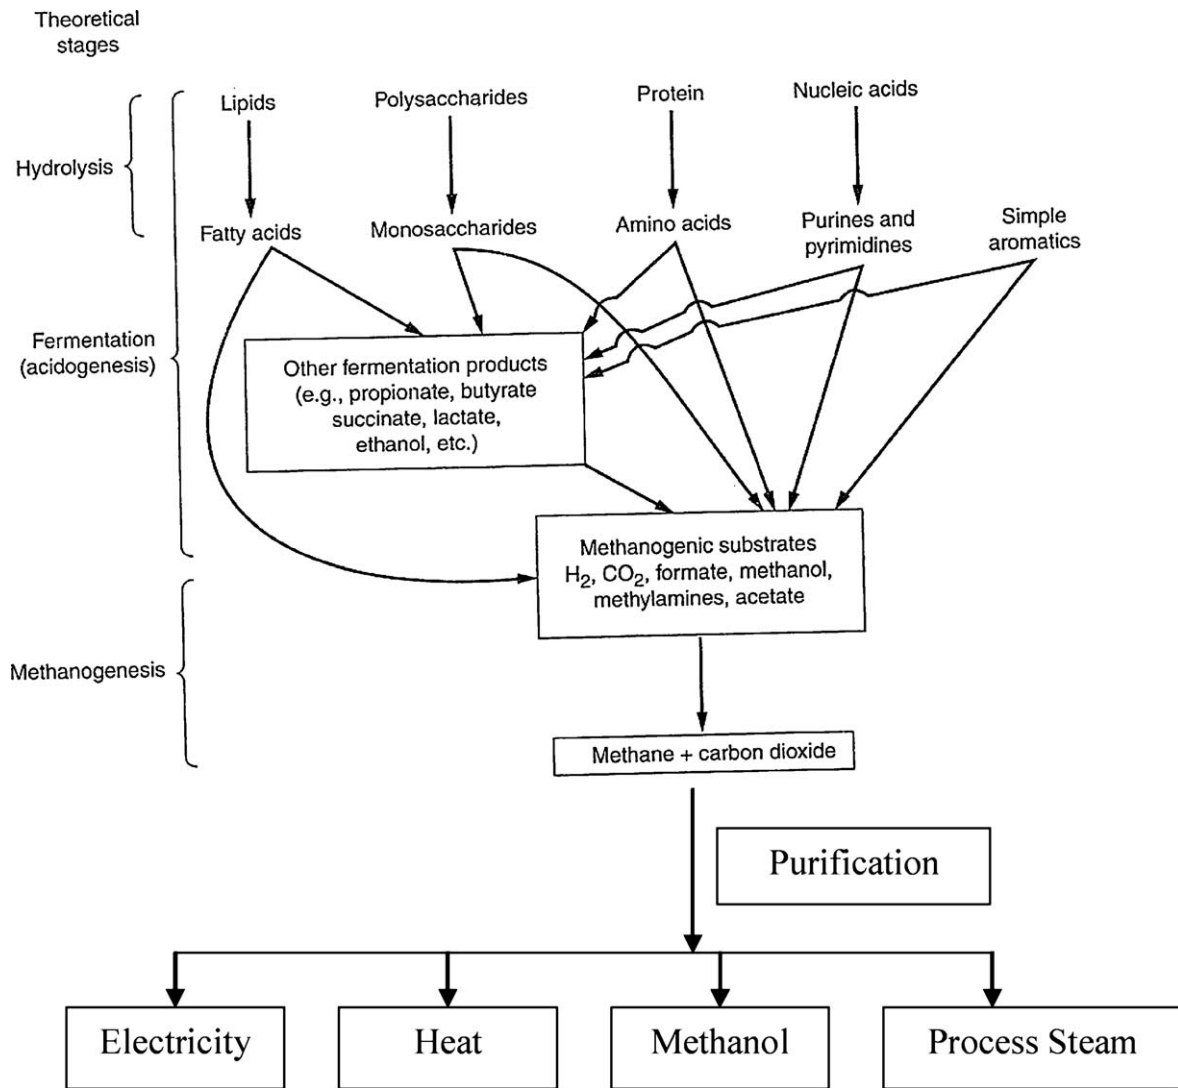 Theoretical
stages
Lipids
Polysaccharides
Protein
Nucleic acids
Hydrolysis
Fatty acids
Monosaccharides
Amino acids
Purines and
pyrimidines
Simple
aromatics
Fermentation
(acidogenesis)
Other fermentation products
(e.g., propionate, butyrate
succinate, lactate,
ethanol, etc.)
Methanogenic substrates
H2, CO2, formate, methanol,
methylamines, acetate
Methanogenesis
Methane + carbon dioxide
Purification
Electricity
Heat
Methanol
Process Steam